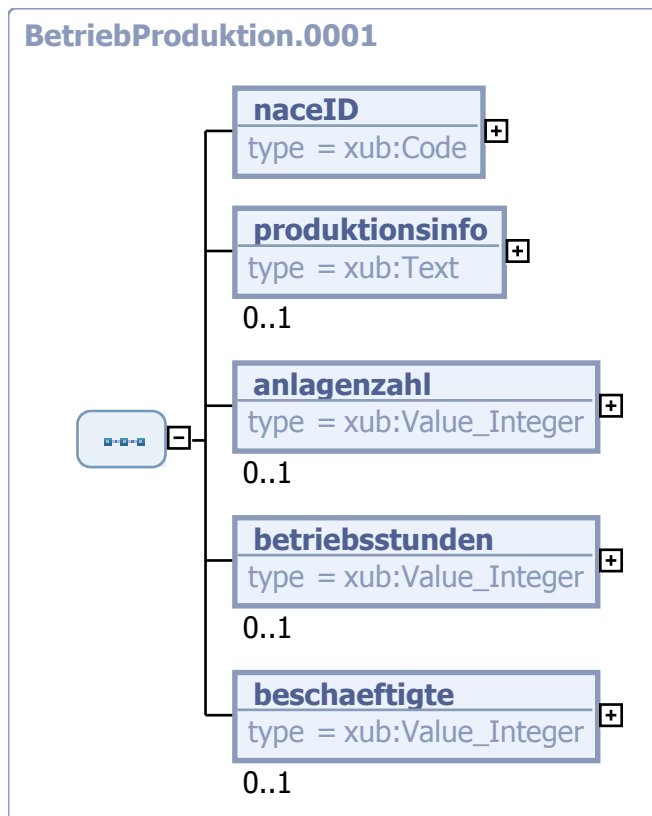 BetriebProduktion.0001
naceID
type = xub:Code
produktionsinfo
type = xub:Text
0..1
anlagenzahl
type = xub:Value_Integer
0..1
betriebsstunden
type = xub:Value_Integer
0..1
beschaeftigte
type = xub:Value_Integer
0..1